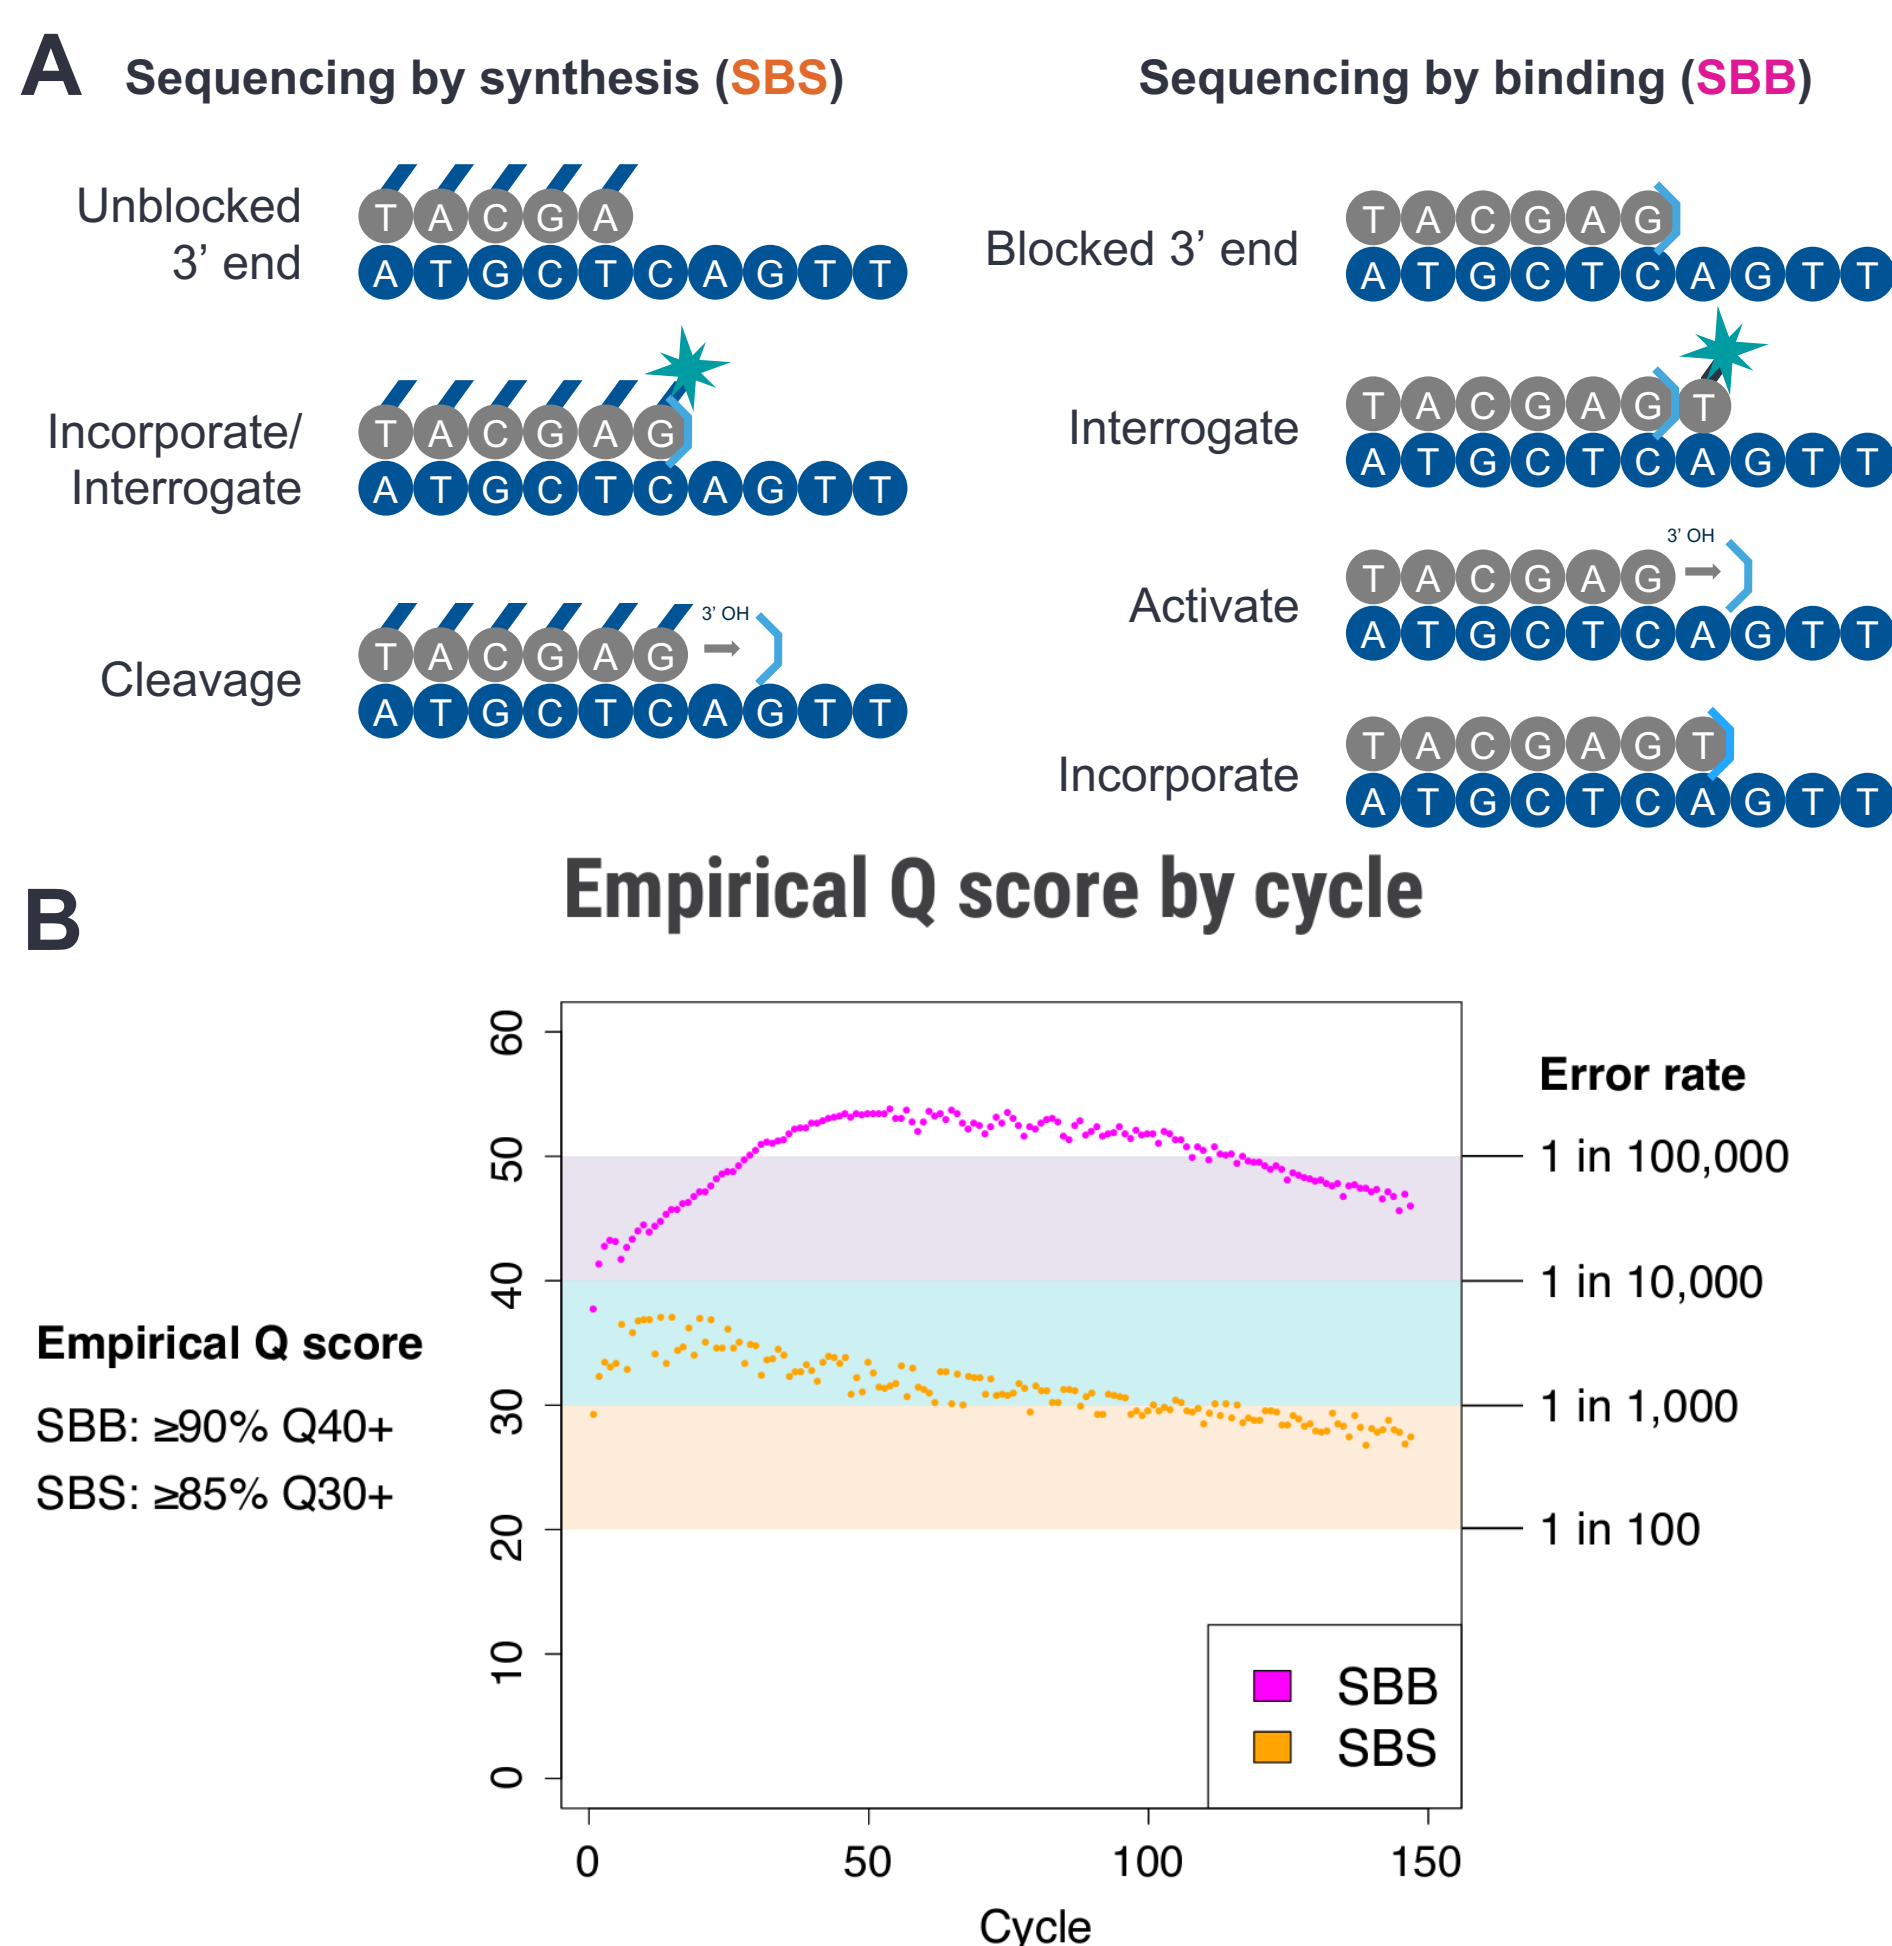 A
Sequencing by synthesis (SBS)
Unblocked
3’ end
T A C G A
A T G C T C A G T T
Incorporate/
Interrogate
T A C G A G
A T G C T C A G T T
Cleavage
T A C G A G
3’ OH
A T G C T C A G T T
Sequencing by binding (SBB)
Blocked 3’ end
T A C G A G
A T G C T C A G T T
Interrogate
T A C G A G T
A T G C T C A G T T
Activate
3’ OH
T A C G A G
A T G C T C A G T T
Incorporate
T A C G A G T
A T G C T C A G T T
B
Empirical Q score by cycle
Empirical Q score
SBB: ≥90% Q40+
SBS: ≥85% Q30+
60
50
40
30
20
10
0
Error rate
1 in 100,000
1 in 10,000
1 in 1,000
1 in 100
SBB
SBS
0 50 100 150
Cycle